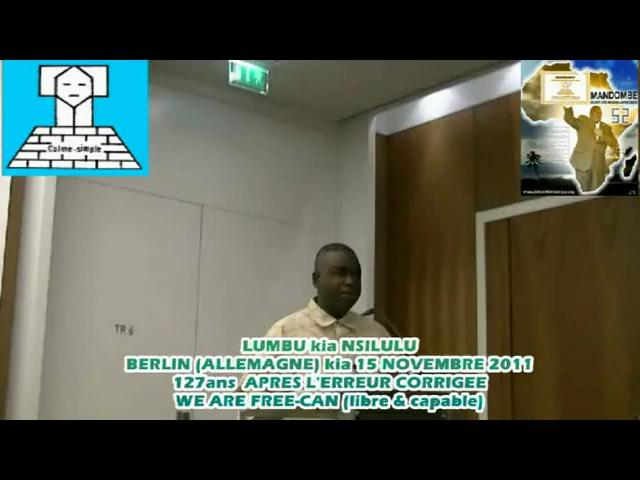 Calme-simple
MANDOMBE
52
TR 6
LUMBU kia NSILULU
BERLIN (ALLEMAGNE) kia 15 NOVEMBRE 2011
127ans APRES L'ERREUR CORRIGEE
WE ARE FREE-CAN (libre & capable)